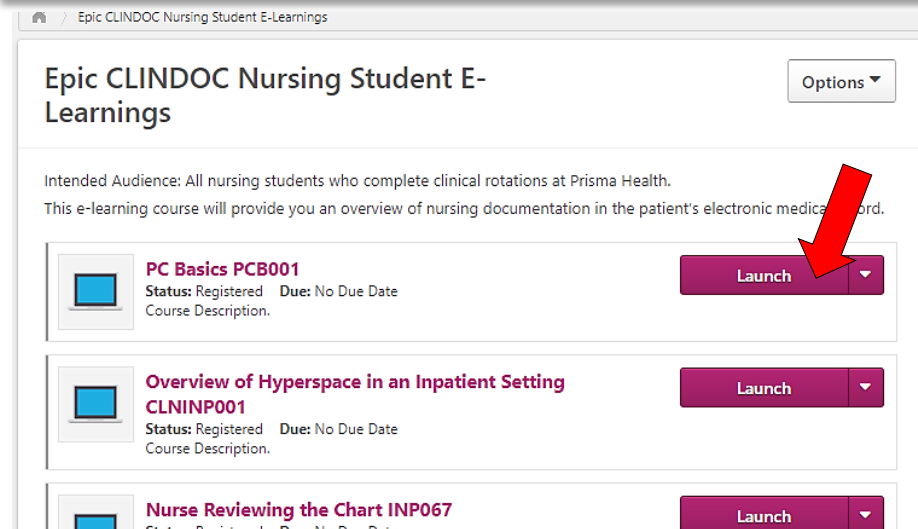 Epic CLINDOC Nursing Student E-Learnings
Epic CLINDOC Nursing Student E-
Learnings
Options
Intended Audience: All nursing students who complete clinical rotations at Prisma Health.
This e-learning course will provide you an overview of nursing documentation in the patient's electronic medica ord.
PC Basics PCB001
Status: Registered Due: No Due Date
Course Description.
Launch
Overview of Hyperspace in an Inpatient Setting
CLNINP001
Status: Registered Due: No Due Date
Course Description.
Launch
Nurse Reviewing the Chart INP067
Launch